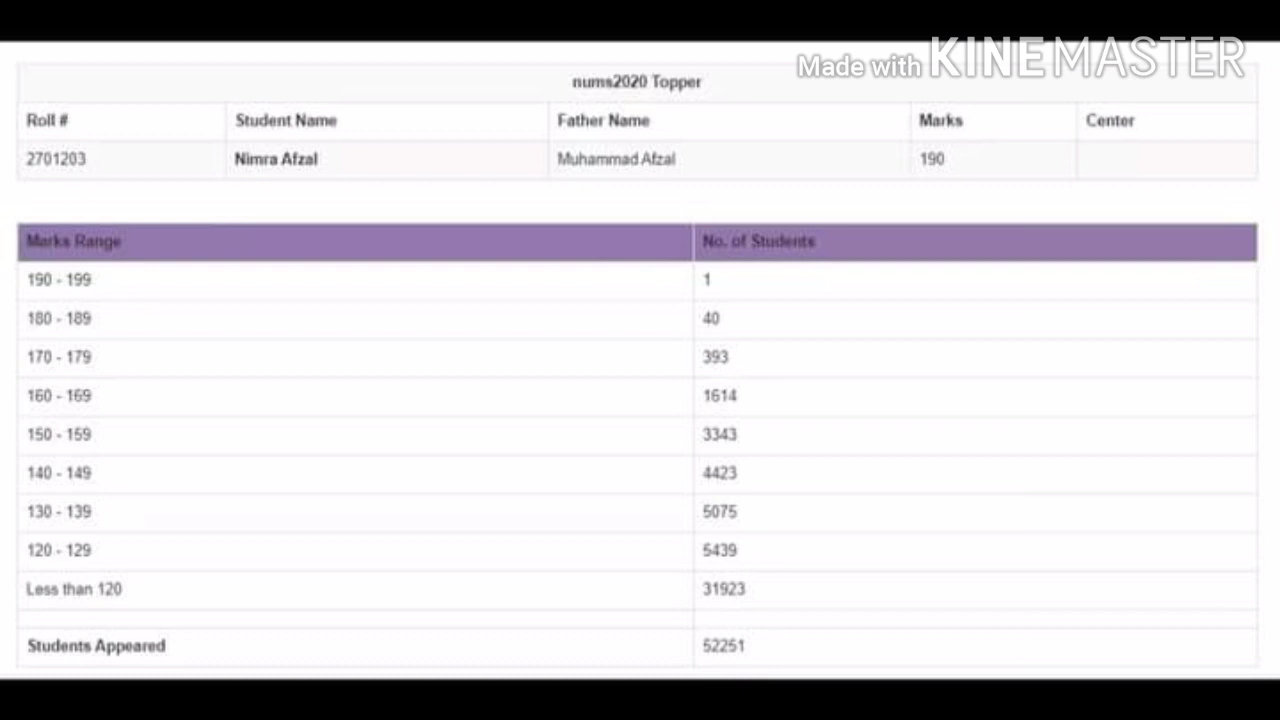 Made with KINEMASTER
nums2020 Topper
Roll # Student Name Father Name Marks Center
2701203 Nimra Afzal Muhammad Afzal 190
Marks Range No. of Students
190 - 199 1
180 - 189 40
170 - 179 393
160 - 169 1614
150 - 159 3343
140 - 149 4423
130 - 139 5075
120 - 129 5439
Less than 120 31923
Students Appeared 52251